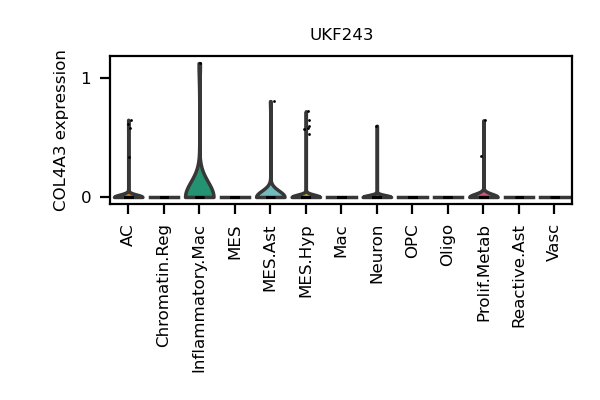 UKF243
COL4A3 expression
1
0
AC
Chromatin.Reg
Inflammatory.Mac
MES
MES.Ast
MES.Hyp
Mac
Neuron
OPC
Oligo
Prolif.Metab
Reactive.Ast
Vasc